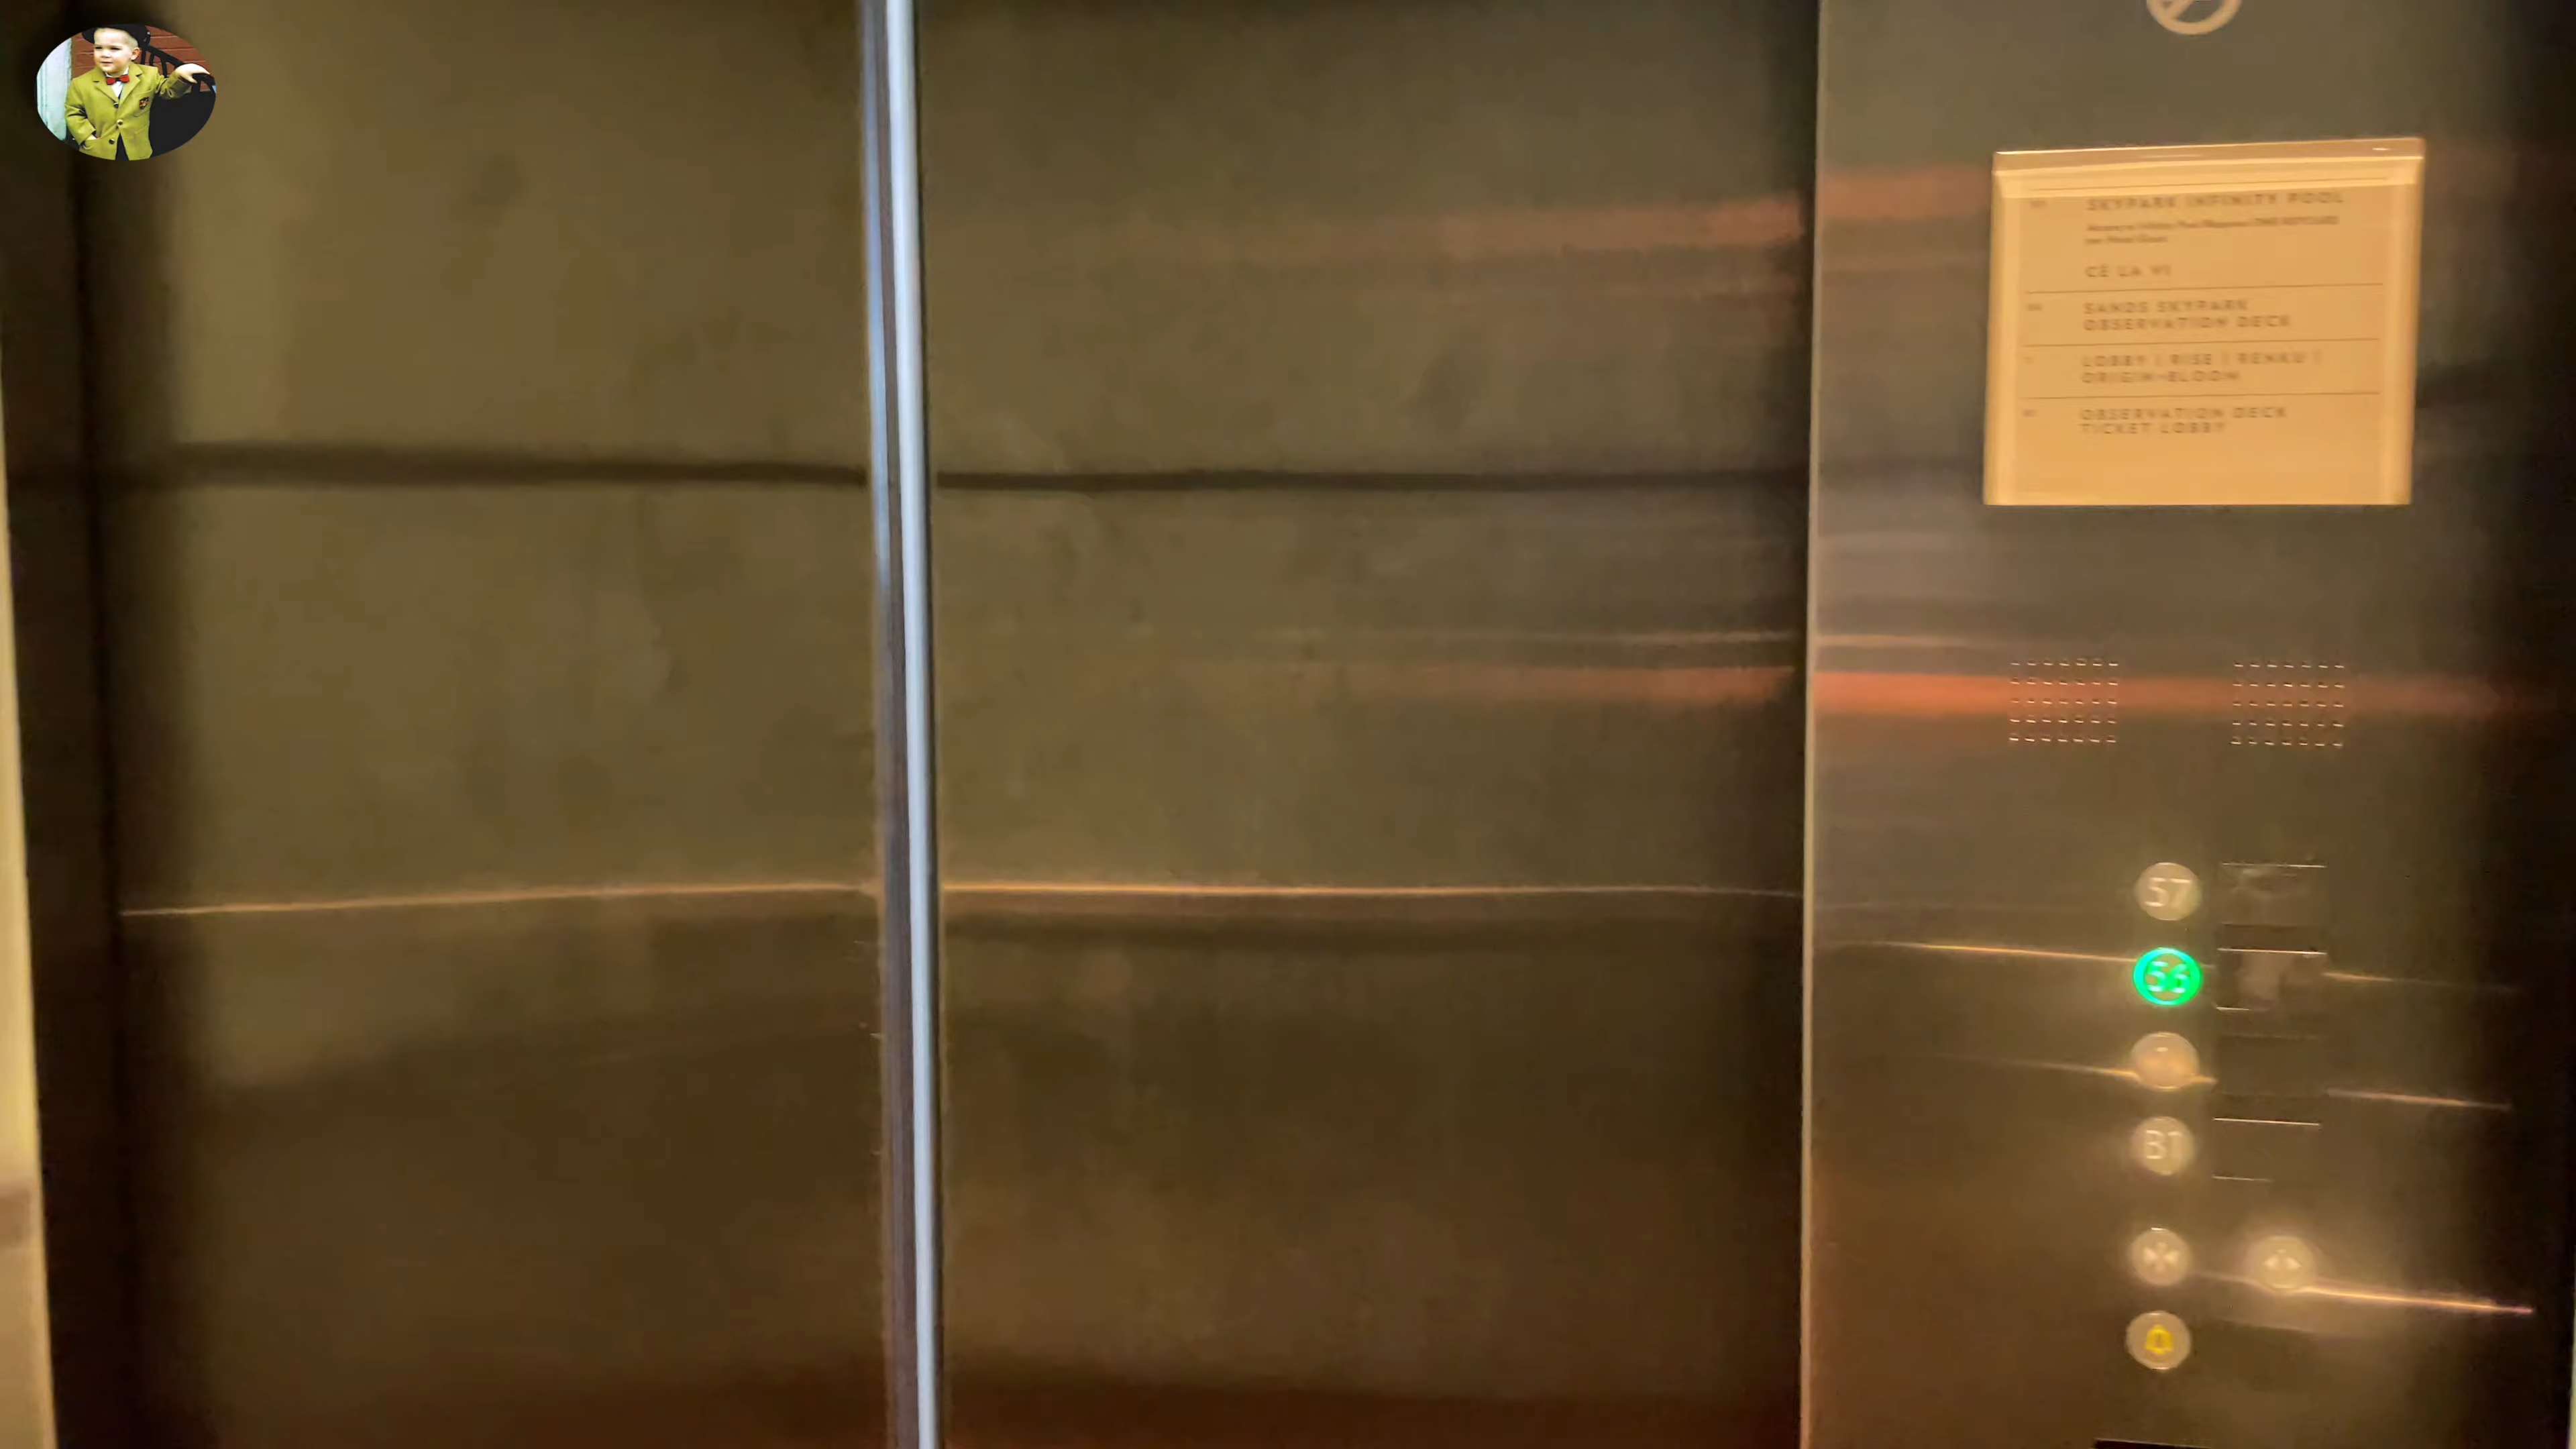 SKYPARK INFINITY POOL
CÉ LA VI
SANDS SKYPARK
OBSERVATION DECK
LOBBY | RISE | RENKU |
ORIGIN+BLOOM
OBSERVATION DECK
TICKET LOBBY
57
56
B1